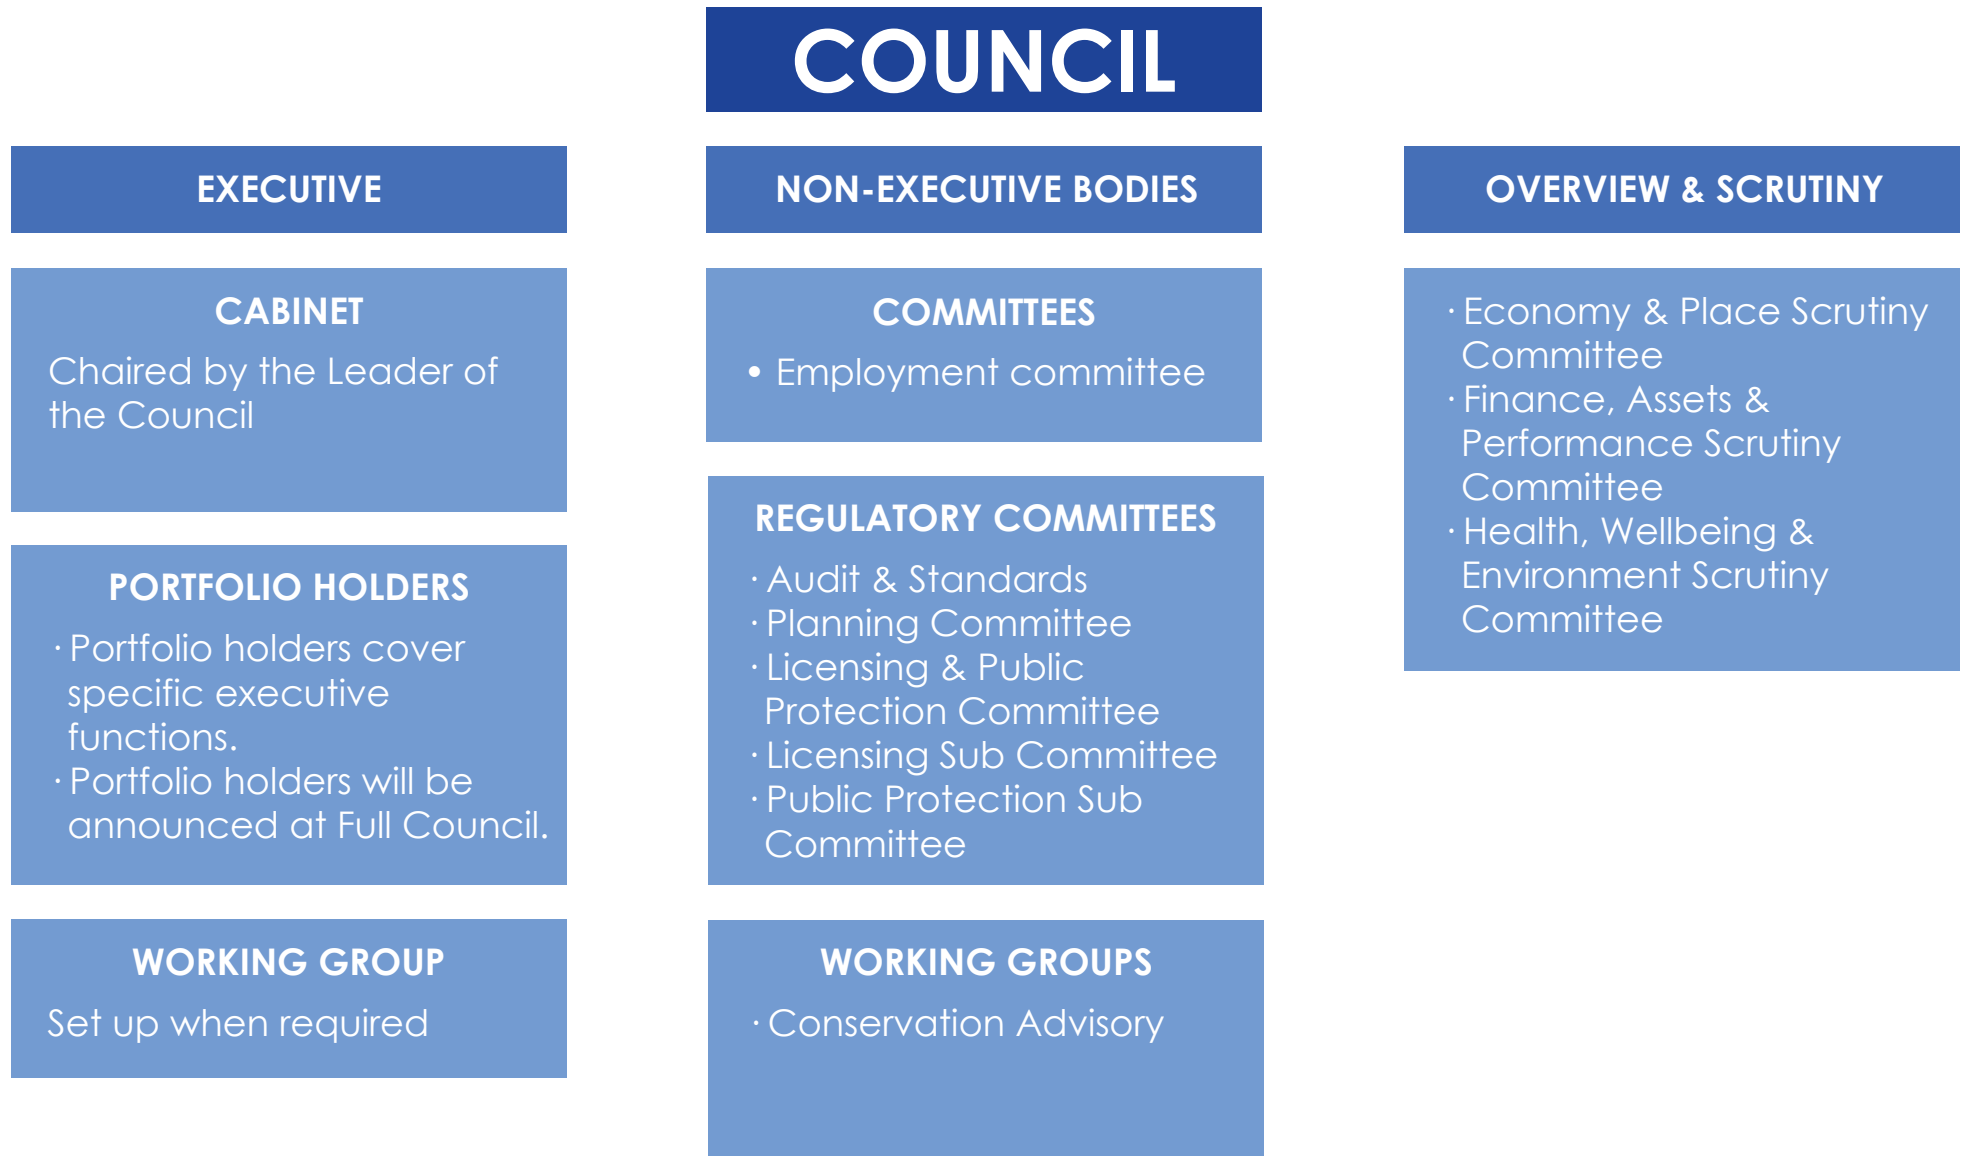 COUNCIL
EXECUTIVE
CABINET
Chaired by the Leader of
the Council
PORTFOLIO HOLDERS
· Portfolio holders cover
specific executive
functions.
· Portfolio holders will be
announced at Full Council.
WORKING GROUP
Set up when required
NON-EXECUTIVE BODIES
COMMITTEES
• Employment committee
REGULATORY COMMITTEES
· Audit & Standards
· Planning Committee
· Licensing & Public
Protection Committee
· Licensing Sub Committee
· Public Protection Sub
Committee
WORKING GROUPS
· Conservation Advisory
OVERVIEW & SCRUTINY
· Economy & Place Scrutiny
Committee
· Finance, Assets &
Performance Scrutiny
Committee
· Health, Wellbeing &
Environment Scrutiny
Committee